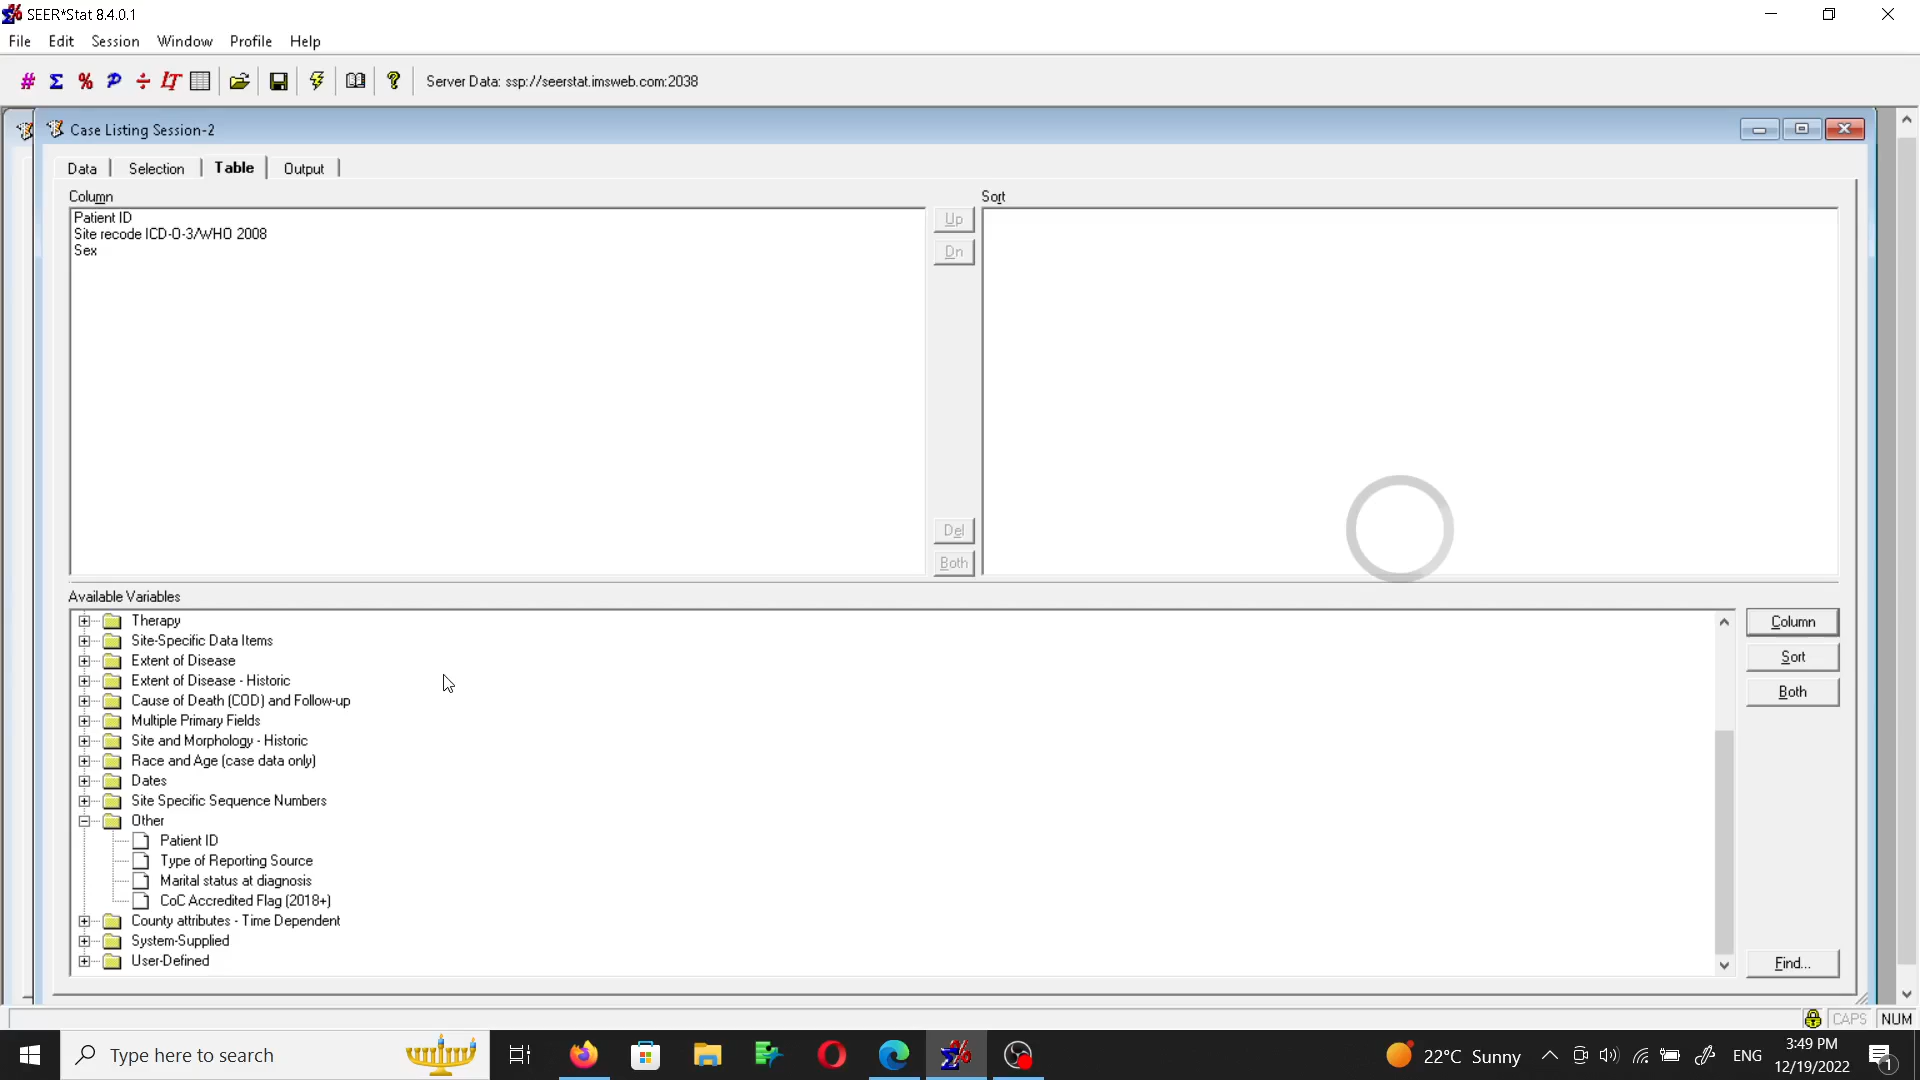 SEER*Stat 8.4.0.1
File Edit Session Window Profile Help
# Σ % P ÷ LT ? Server Data: ssp://seerstat.imsweb.com:2038
Case Listing Session-2
Data Selection Table Output
Column Sort
Patient ID
Site recode ICD-O-3/WHO 2008
Sex
Up
Dn
Del
Both
Available Variables
Therapy
Site-Specific Data Items
Extent of Disease
Extent of Disease - Historic
Cause of Death (COD) and Follow-up
Multiple Primary Fields
Site and Morphology - Historic
Race and Age (case data only)
Dates
Site Specific Sequence Numbers
Other
Patient ID
Type of Reporting Source
Marital status at diagnosis
CoC Accredited Flag (2018+)
County attributes - Time Dependent
System-Supplied
User-Defined
Column
Sort
Both
Find...
CAPS NUM
Type here to search
22°C Sunny ENG 3:49 PM
12/19/2022
1